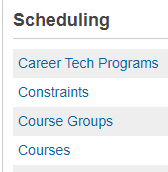 Scheduling
Career Tech Programs
Constraints
Course Groups
Courses